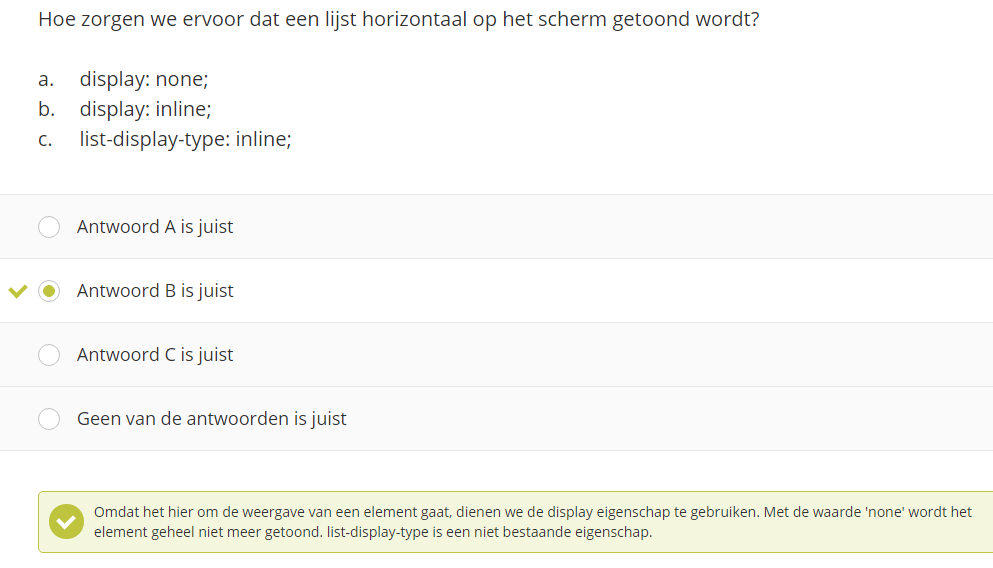 Hoe zorgen we ervoor dat een lijst horizontaal op het scherm getoond wordt?
a. display: none;
b. display: inline;
c. list-display-type: inline;
Antwoord A is juist
Antwoord B is juist
Antwoord C is juist
Geen van de antwoorden is juist
Omdat het hier om de weergave van een element gaat, dienen we de display eigenschap te gebruiken. Met de waarde 'none' wordt het
element geheel niet meer getoond. list-display-type is een niet bestaande eigenschap.